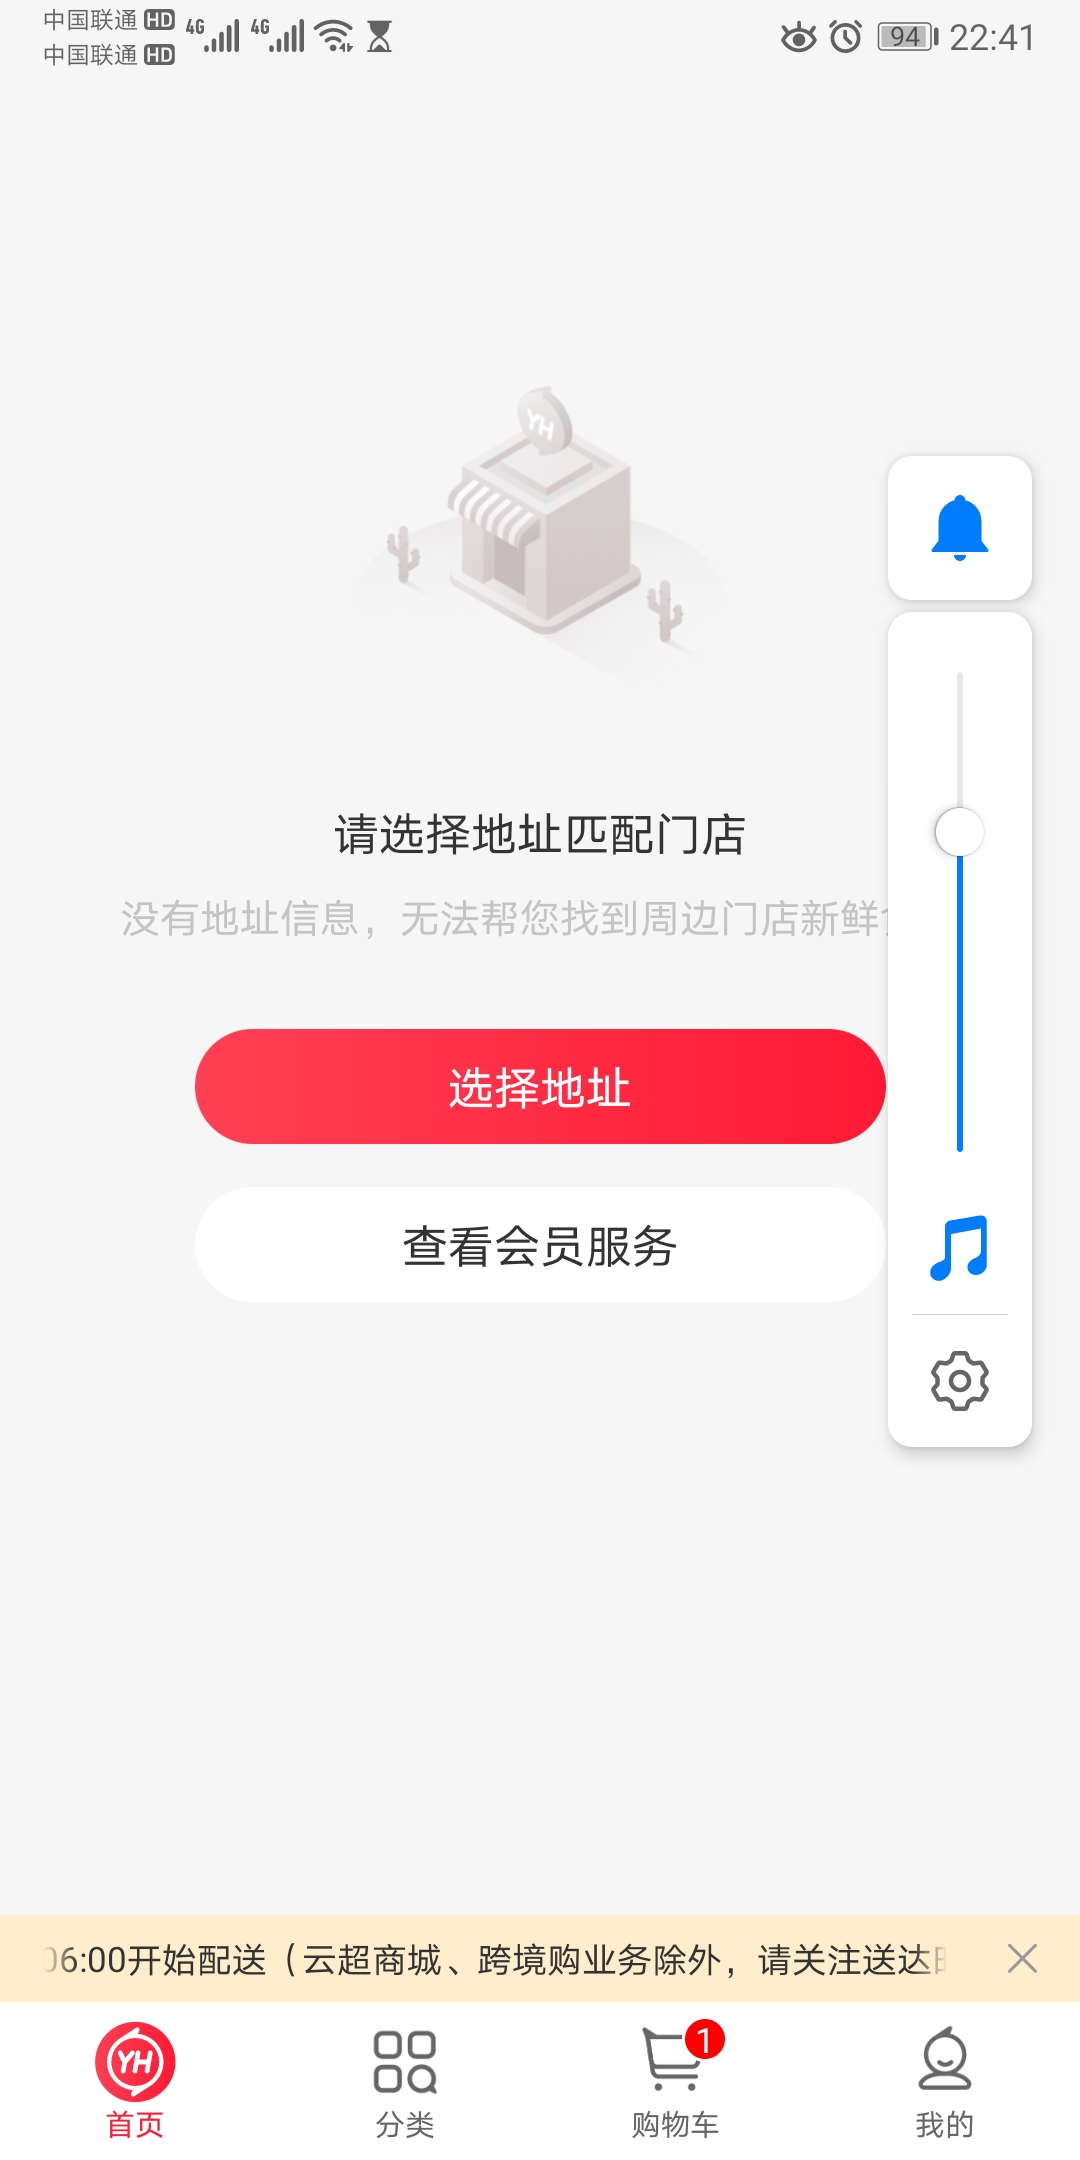 中国联通 HD 4G 4G 94 22:41
中国联通 HD
YH
请选择地址匹配门店
没有地址信息，无法帮您找到周边门店新鲜
选择地址
查看会员服务
06:00开始配送（云超商城、跨境购业务除外，请关注送达
YH
1
首页 分类 购物车 我的